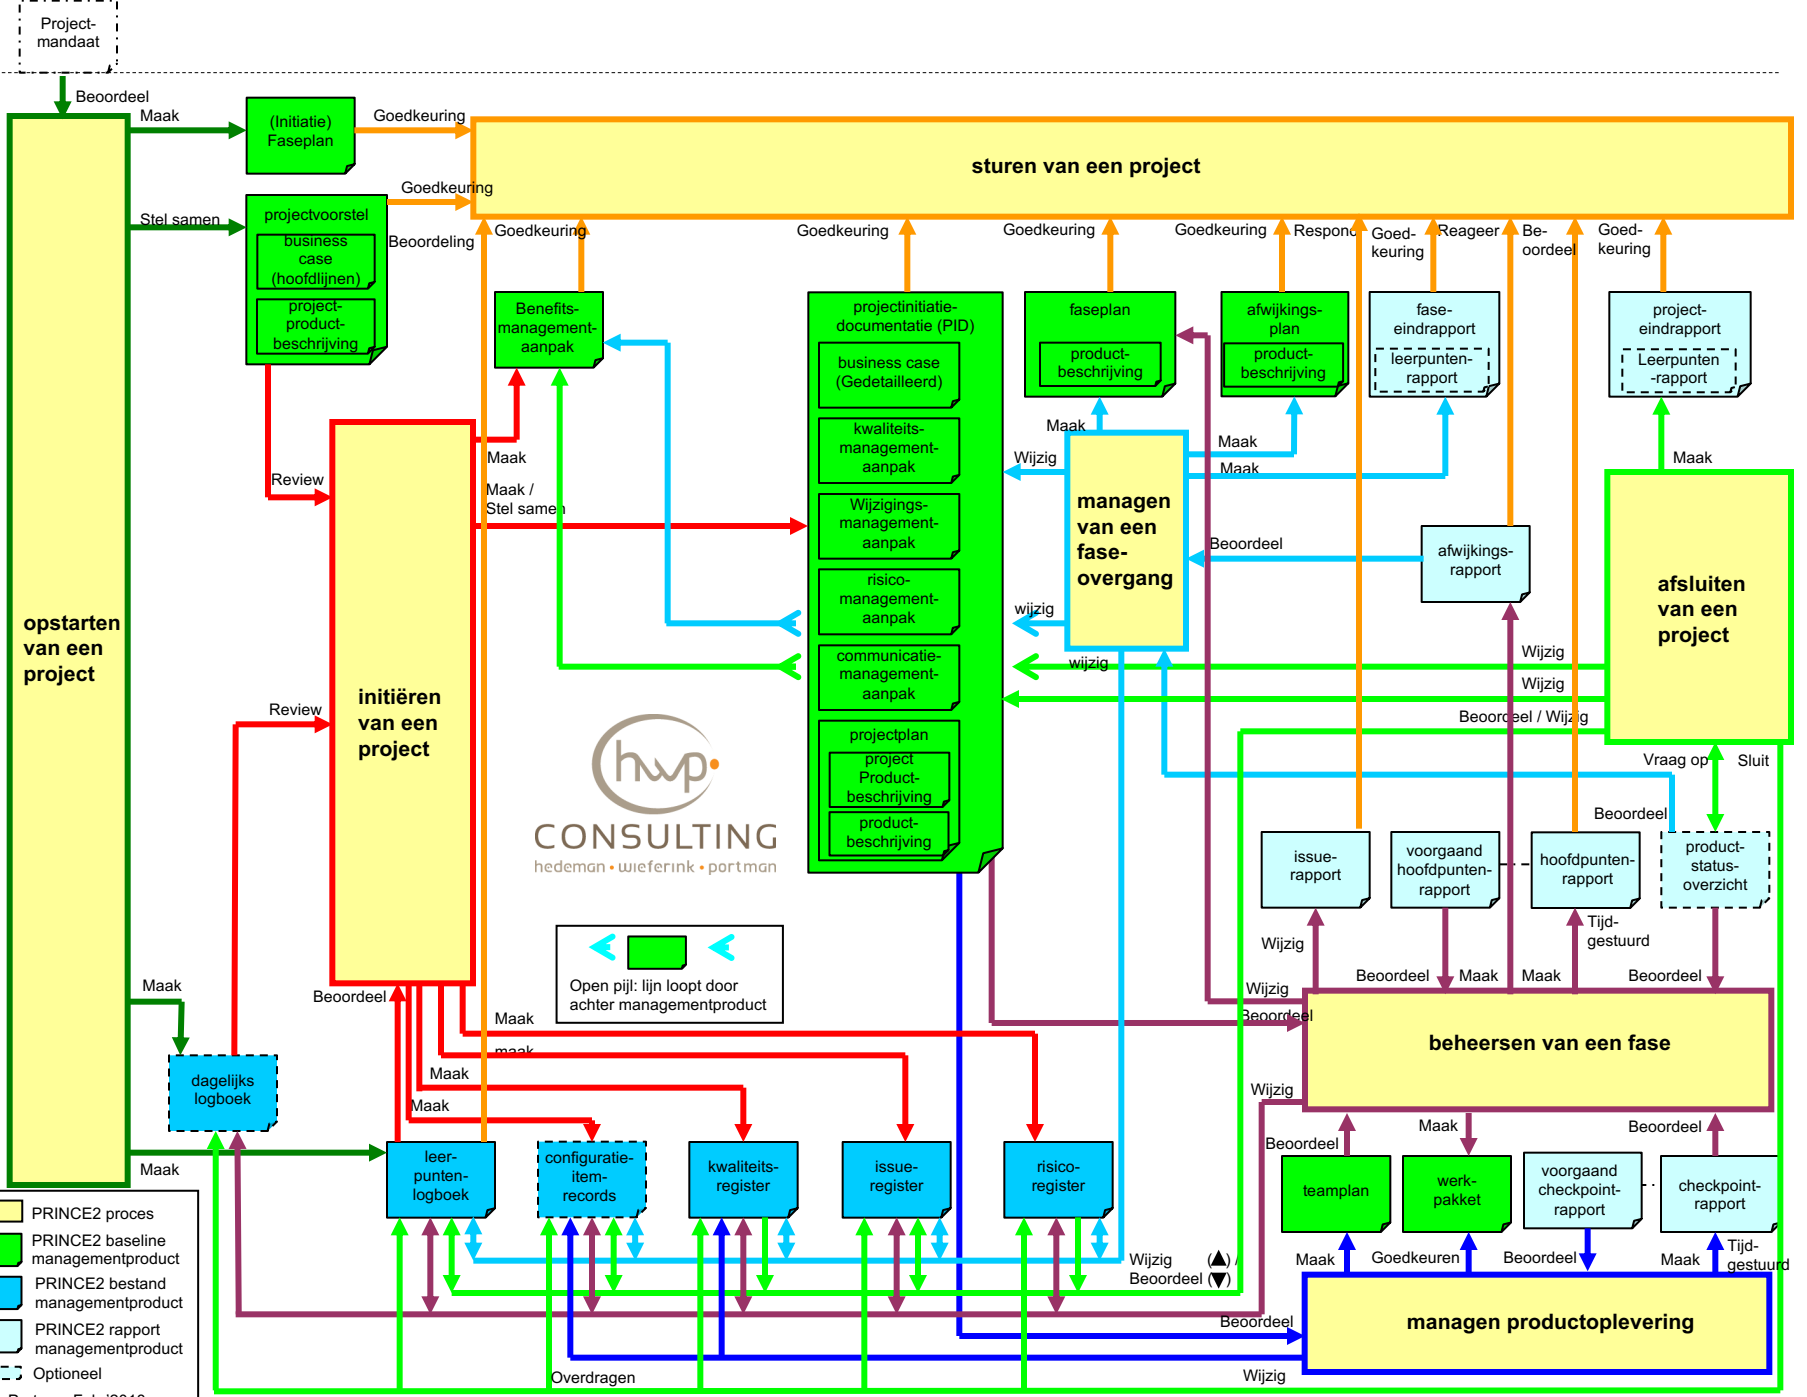 Project-
mandaat
Beoordeel
Maak
(Initiatie)
Faseplan
Goedkeuring
sturen van een project
Goedkeuring
Stel samen
projectvoorstel
business
case
(hoofdlijnen)
project-
product-
beschrijving
Beoordeling
Goedkeuring
Goedkeuring
Goedkeuring
Goedkeuring
Respond
Goed-
keuring
Reageer
Be-
oordeel
Goed-
keuring
Benefits-
management-
aanpak
projectinitiatie-
documentatie (PID)
business case
(Gedetailleerd)
kwaliteits-
management-
aanpak
Wijzigings-
management-
aanpak
risico-
management-
aanpak
communicatie-
management-
aanpak
projectplan
project
Product-
beschrijving
product-
beschrijving
faseplan
product-
beschrijving
afwijkings-
plan
product-
beschrijving
fase-
eindrapport
leerpunten-
rapport
project-
eindrapport
Leerpunten
-rapport
Maak
Maak
Maak
Maak
Wijzig
Maak
Review
Maak /
Stel samen
managen
van een
fase-
overgang
Beoordeel
afwijkings-
rapport
afsluiten
van een
project
opstarten
van een
project
initiëren
van een
project
wijzig
wijzig
Wijzig
Wijzig
Beoordeel / Wijzig
Review
hwp
CONSULTING
hedeman • wieferink • portman
Vraag op
Sluit
Beoordeel
issue-
rapport
voorgaand
hoofdpunten-
rapport
hoofdpunten-
rapport
product-
status-
overzicht
Wijzig
Tijd-
gestuurd
Beoordeel
Maak
Maak
Beoordeel
Open pijl: lijn loopt door
achter managementproduct
Maak
Beoordeel
Wijzig
Beoordeel
Maak
maak
Maak
Maak
beheersen van een fase
dagelijks
logboek
Wijzig
Maak
leer-
punten-
logboek
configuratie-
item-
records
kwaliteits-
register
issue-
register
risico-
register
Beoordeel
Maak
Beoordeel
teamplan
werk-
pakket
voorgaand
checkpoint-
rapport
checkpoint-
rapport
PRINCE2 proces
PRINCE2 baseline
managementproduct
PRINCE2 bestand
managementproduct
PRINCE2 rapport
managementproduct
Optioneel
Wijzig (▲) /
Beoordeel (▼)
Maak
Goedkeuren
Beoordeel
Maak
Tijd-
gestuurd
managen productoplevering
Beoordeel
Overdragen
Wijzig